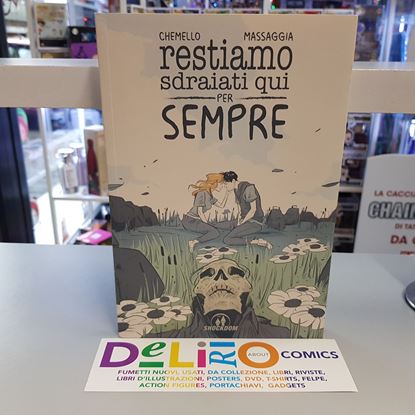 CHEMELLO MASSAGGIA
restiamo
sdraiati qui
PER
SEMPRE
LA CACCIA
DA
SHOCKDOM
DeLiRIO ABOUT COMICS
FUMETTI NUOVI, USATI, DA COLLEZIONE, LIBRI, RIVISTE,
LIBRI D'ILLUSTRAZIONI, POSTERS, DVD, T-SHIRTS, FELPE,
ACTION FIGURES, PORTACHIAVI, GADGETS